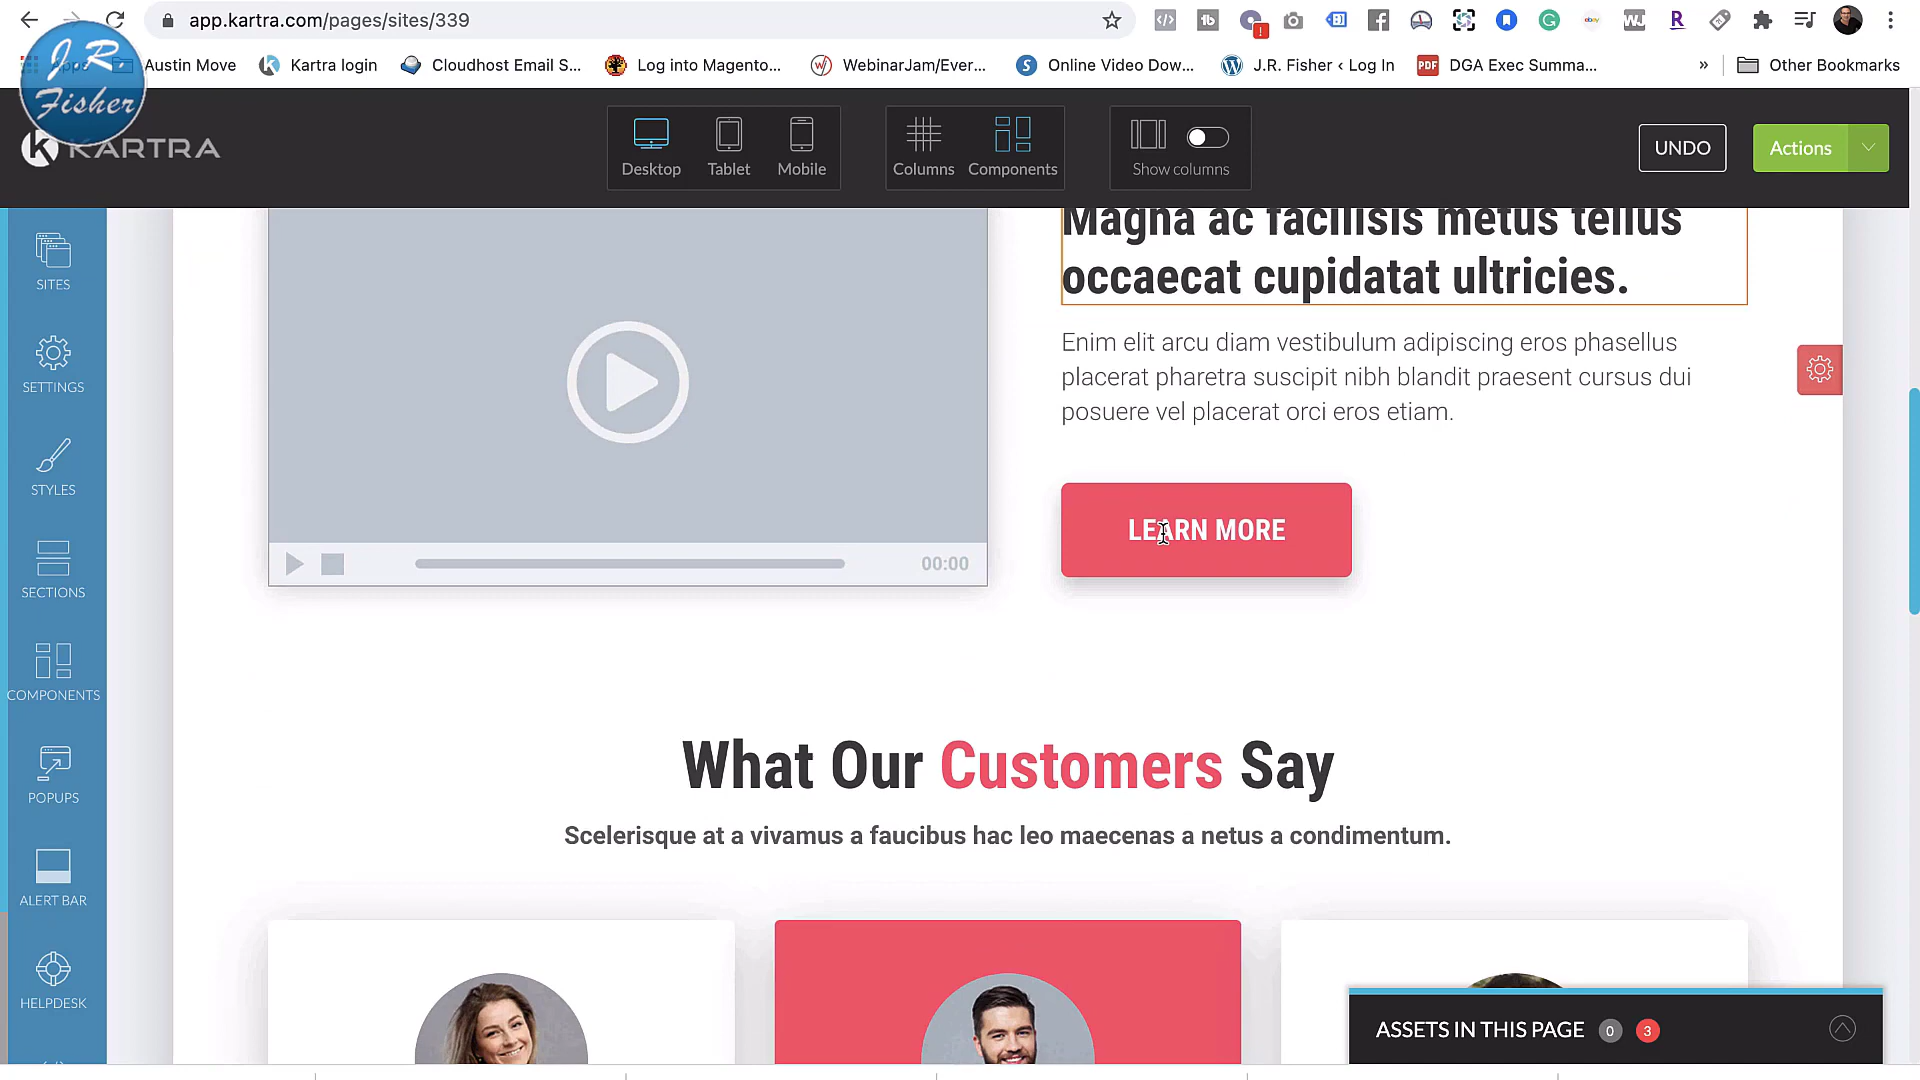 app.kartra.com/pages/sites/339
Austin Move
Kartra login
Cloudhost Email S...
Log into Magento...
WebinarJam/Ever...
Online Video Dow...
J.R. Fisher ‹ Log In
PDF
DGA Exec Summa...
»
Other Bookmarks
J.R.
Fisher
KARTRA
Desktop
Tablet
Mobile
Columns
Components
Show columns
UNDO
Actions
SITES
SETTINGS
STYLES
SECTIONS
COMPONENTS
POPUPS
ALERT BAR
HELPDESK
Magna ac facilisis metus tellus
occaecat cupidatat ultricies.
Enim elit arcu diam vestibulum adipiscing eros phasellus
placerat pharetra suscipit nibh blandit praesent cursus dui
posuere vel placerat orci eros etiam.
00:00
LEARN MORE
What Our Customers Say
Scelerisque at a vivamus a faucibus hac leo maecenas a netus a condimentum.
ASSETS IN THIS PAGE 0 3